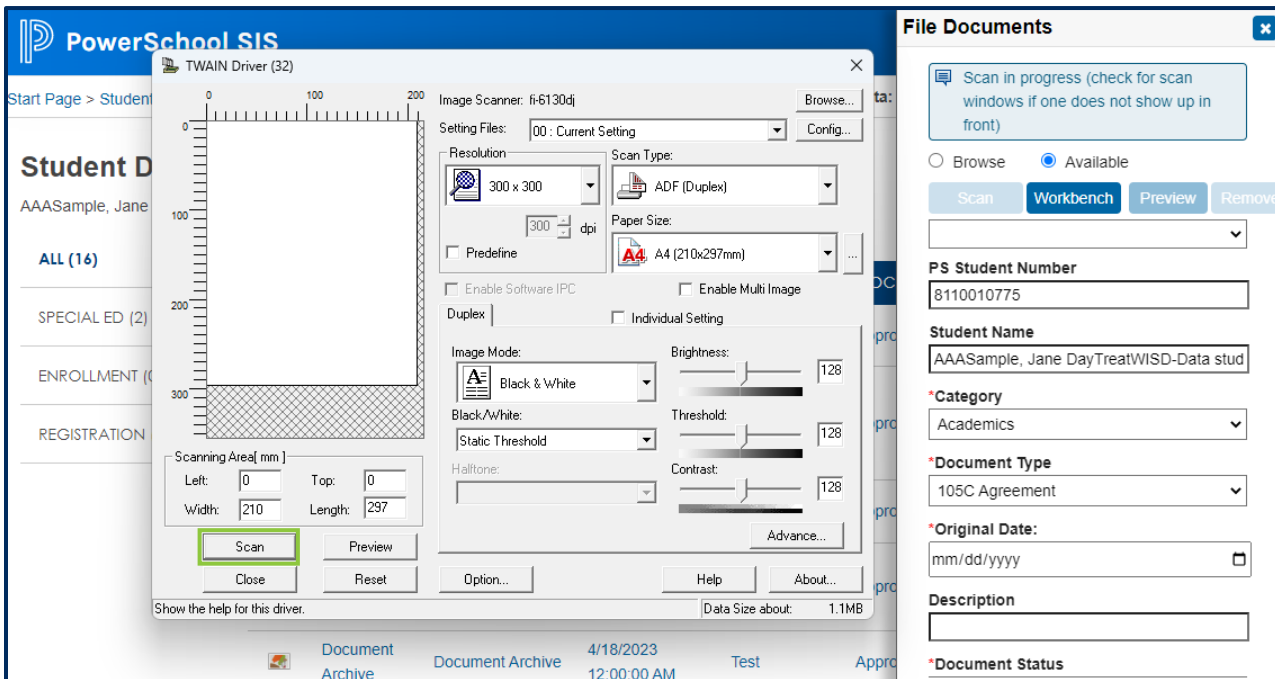 PowerSchool SIS
Start Page > Student
ta:
Student D
AAASample, Jane
ALL (16)
SPECIAL ED (2)
ENROLLMENT (
REGISTRATION
TWAIN Driver (32)
0 100 200
0
100
200
300
Image Scanner: fi-6130dj
Browse...
Setting Files: 00 : Current Setting
Config...
Resolution
300 x 300
300 dpi
Predefine
Scan Type:
ADF (Duplex)
Paper Size:
A4 A4 (210x297mm)
...
Enable Software IPC
Enable Multi Image
Duplex
Individual Setting
Image Mode:
Black & White
Black/White:
Static Threshold
Halftone:
Brightness:
128
Threshold:
128
Contrast:
128
Advance...
Scanning Area[ mm ]
Left: 0 Top: 0
Width: 210 Length: 297
Scan Preview
Close Reset
Option... Help About...
Show the help for this driver.
Data Size about: 1.1MB
Document Archive
Document Archive
4/18/2023 12:00:00 AM
Test
Appro
File Documents
x
Scan in progress (check for scan
windows if one does not show up in
front)
Browse Available
Scan Workbench Preview Remove
PS Student Number
8110010775
Student Name
AAASample, Jane DayTreatWISD-Data stud
*Category
Academics
*Document Type
105C Agreement
*Original Date:
mm/dd/yyyy
Description
*Document Status